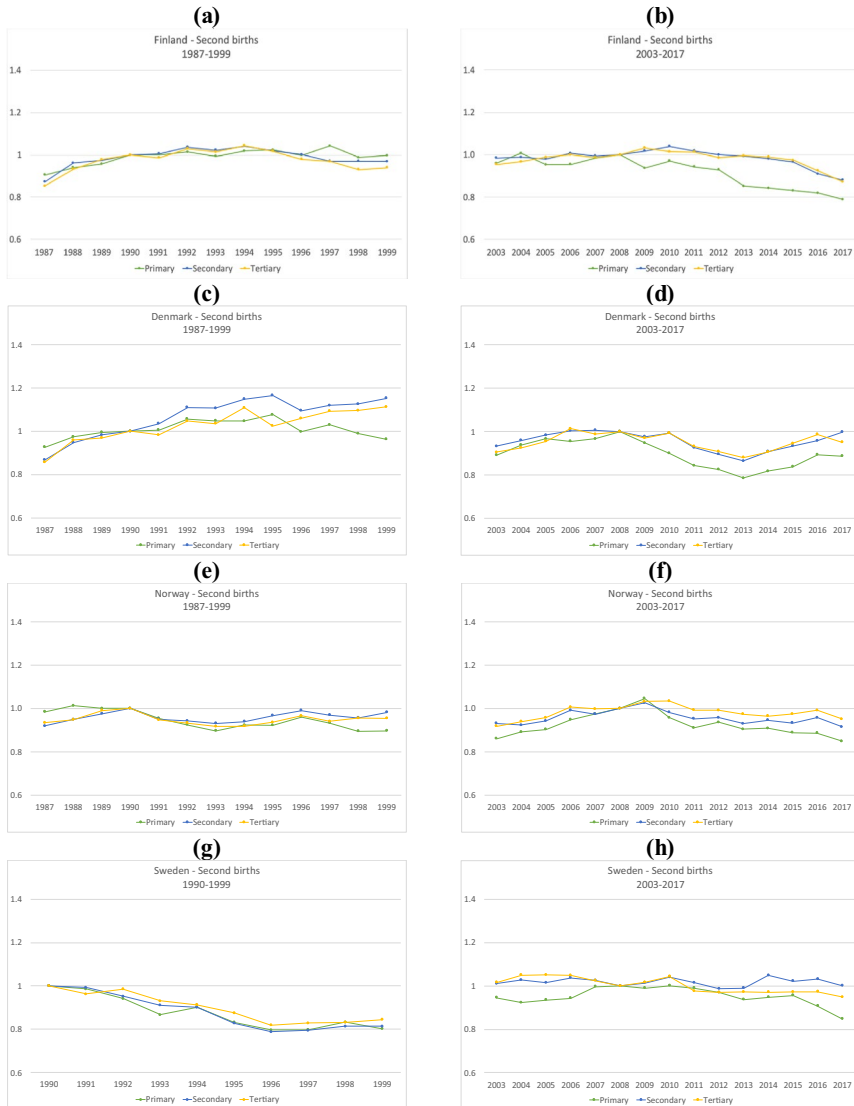 (a)
Finland - Second births
1987-1999
1.4
1.2
1
0.8
0.6
1987 1988 1989 1990 1991 1992 1993 1994 1995 1996 1997 1998 1999
Primary Secondary Tertiary
(b)
Finland - Second births
2003-2017
1.4
1.2
1.0
0.8
0.6
2003 2004 2005 2006 2007 2008 2009 2010 2011 2012 2013 2014 2015 2016 2017
Primary Secondary Tertiary
(c)
Denmark - Second births
1987-1999
1.4
1.2
1
0.8
0.6
1987 1988 1989 1990 1991 1992 1993 1994 1995 1996 1997 1998 1999
Primary Secondary Tertiary
(d)
Denmark - Second births
2003-2017
1.4
1.2
1
0.8
0.6
2003 2004 2005 2006 2007 2008 2009 2010 2011 2012 2013 2014 2015 2016 2017
Primary Secondary Tertiary
(e)
Norway - Second births
1987-1999
1.4
1.2
1
0.8
0.6
1987 1988 1989 1990 1991 1992 1993 1994 1995 1996 1997 1998 1999
Primary Secondary Tertiary
(f)
Norway - Second births
2003-2017
1.4
1.2
1
0.8
0.6
2003 2004 2005 2006 2007 2008 2009 2010 2011 2012 2013 2014 2015 2016 2017
Primary Secondary Tertiary
(g)
Sweden - Second births
1990-1999
1.4
1.2
1
0.8
0.6
1990 1991 1992 1993 1994 1995 1996 1997 1998 1999
Primary Secondary Tertiary
(h)
Sweden - Second births
2003-2017
1.4
1.2
1
0.8
0.6
2003 2004 2005 2006 2007 2008 2009 2010 2011 2012 2013 2014 2015 2016 2017
Primary Secondary Tertiary